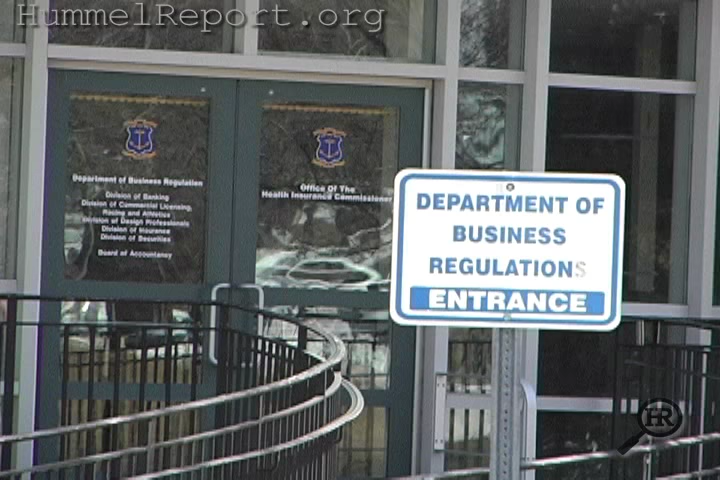 HummelReport.org
Department of Business Regulation
Division of Banking
Division of Commercial Licensing,
Racing and Athletics
Division of Design Professionals
Division of Insurance
Division of Securities
Board of Accountancy
Office Of The
Health Insurance Commissioner
DEPARTMENT OF
BUSINESS
REGULATIONS
ENTRANCE
HR